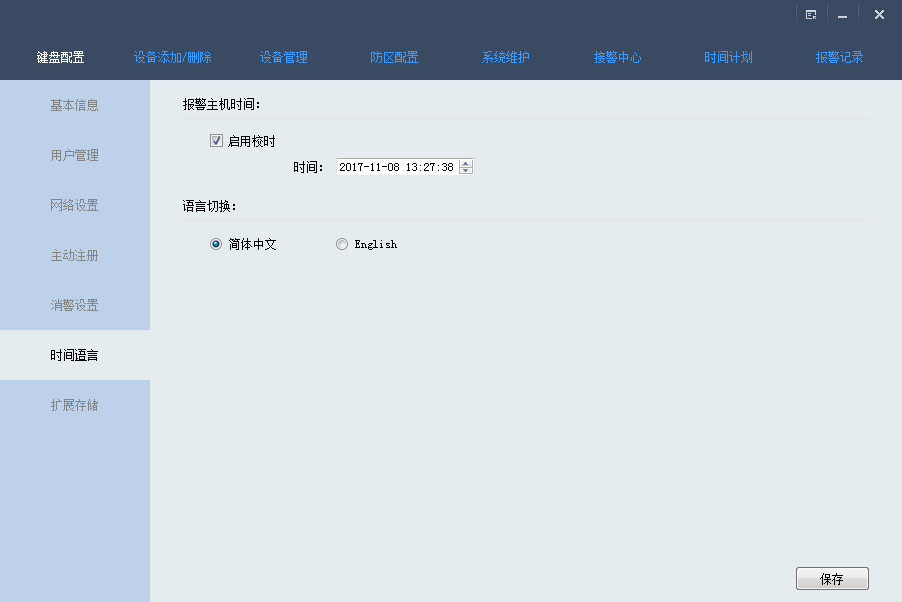 键盘配置 设备添加/删除 设备管理 防区配置 系统维护 接警中心 时间计划 报警记录
基本信息
用户管理
网络设置
主动注册
消警设置
时间语言
扩展存储
报警主机时间：
启用校时
时间： 2017-11-08 13:27:38
语言切换：
简体中文 English
保存